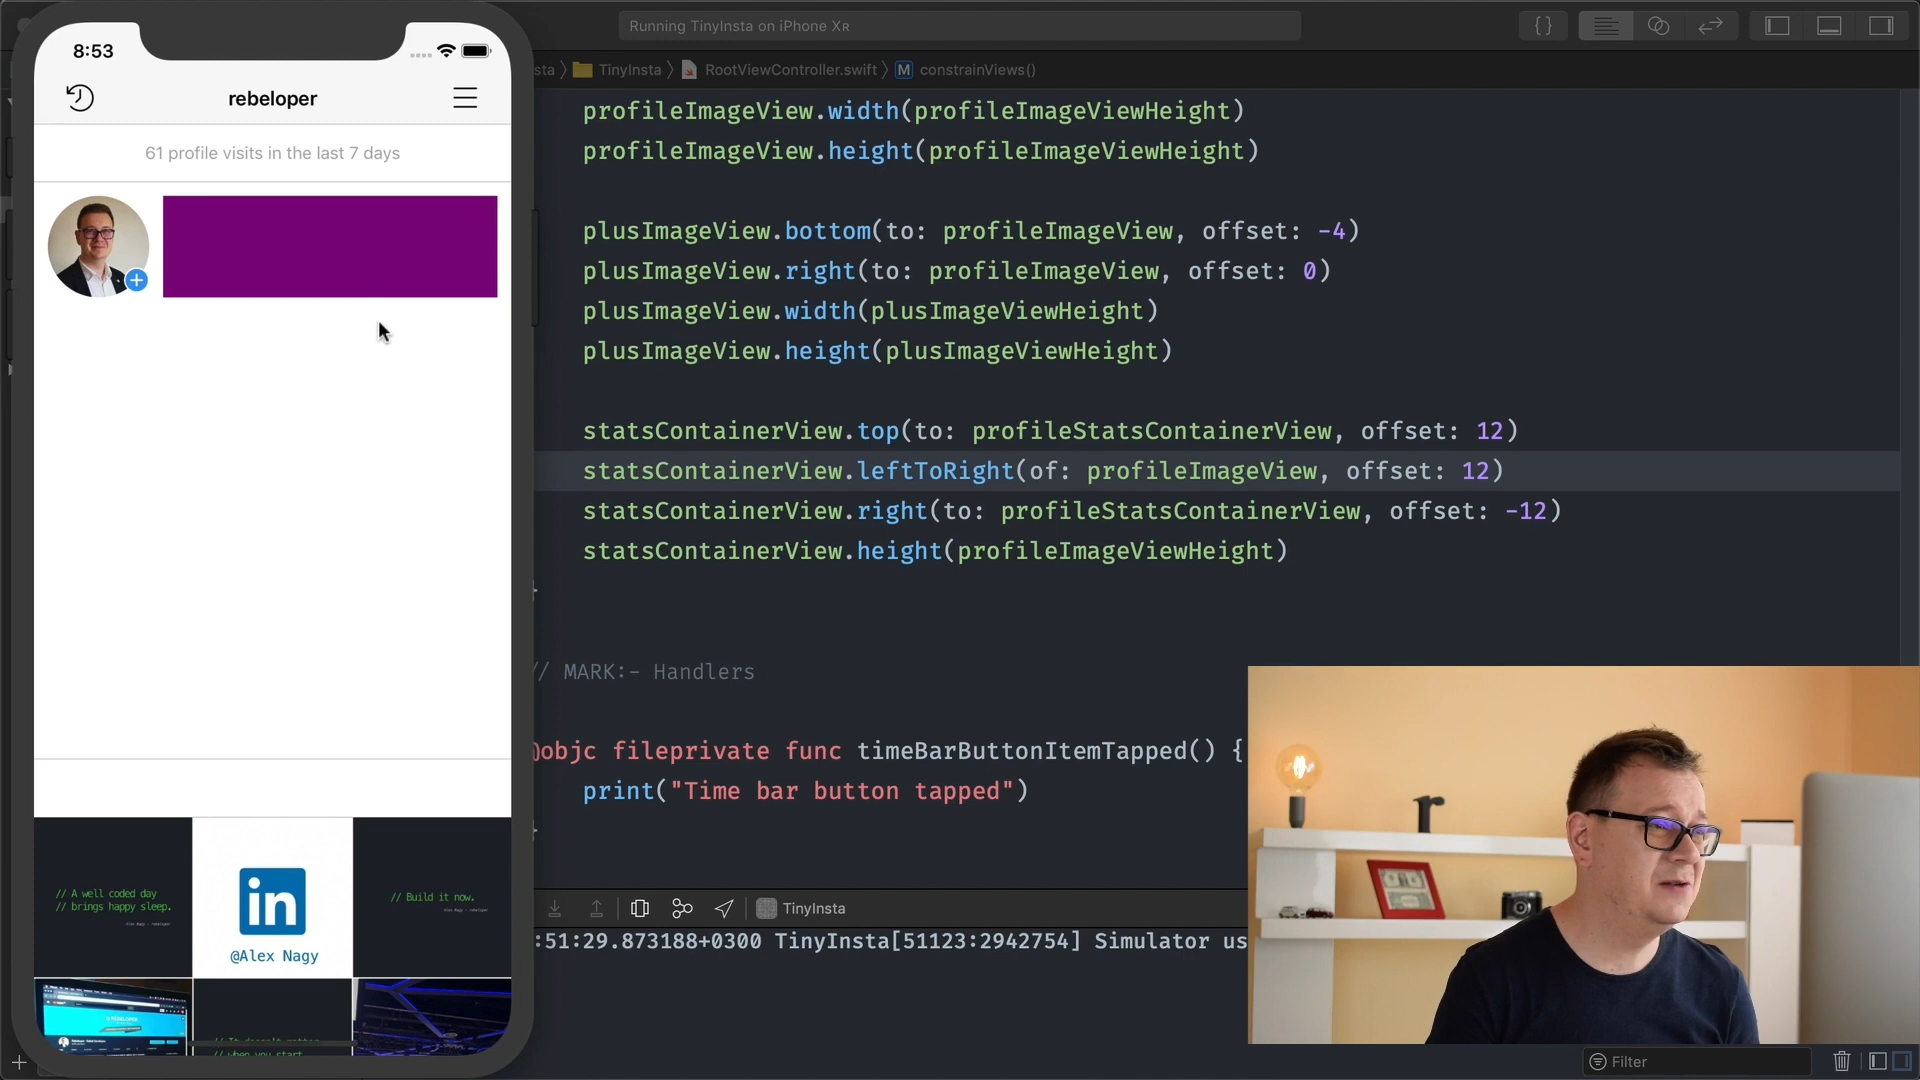 8:53
rebeloper
61 profile visits in the last 7 days
// A well coded day
// brings happy sleep.
in
@Alex Nagy
// Build it now.
Running TinyInsta on iPhone XR
sta TinyInsta RootViewController.swift M constrainViews()
profileImageView.width(profileImageViewHeight)
profileImageView.height(profileImageViewHeight)
plusImageView.bottom(to: profileImageView, offset: -4)
plusImageView.right(to: profileImageView, offset: 0)
plusImageView.width(plusImageViewHeight)
plusImageView.height(plusImageViewHeight)
statsContainerView.top(to: profileStatsContainerView, offset: 12)
statsContainerView.leftToRight(of: profileImageView, offset: 12)
statsContainerView.right(to: profileStatsContainerView, offset: -12)
statsContainerView.height(profileImageViewHeight)
}
// MARK:- Handlers
@objc fileprivate func timeBarButtonItemTapped() {
print("Time bar button tapped")
}
TinyInsta
:51:29.873188+0300 TinyInsta[51123:2942754] Simulator us
Filter